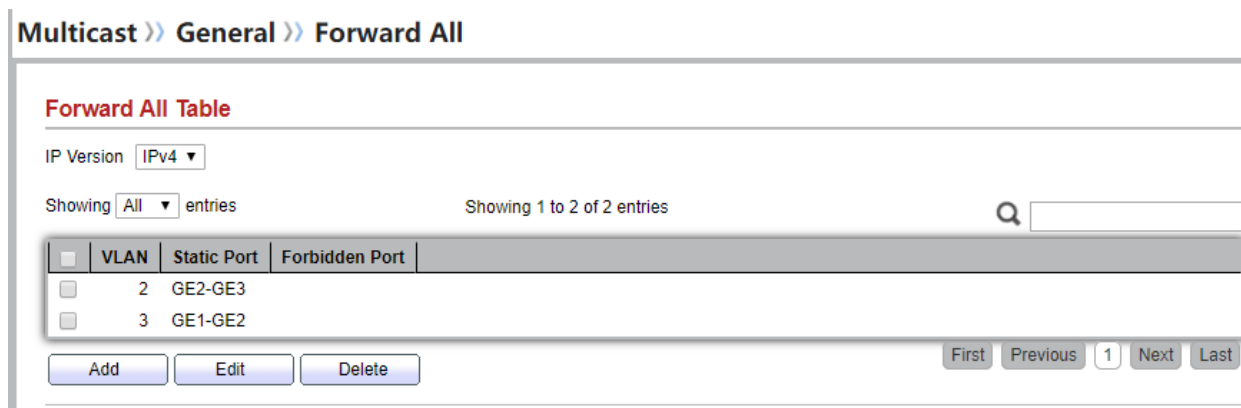 Multicast » General » Forward All
Forward All Table
IP Version IPv4 ▼
Showing All ▼ entries Showing 1 to 2 of 2 entries
VLAN Static Port Forbidden Port
2 GE2-GE3
3 GE1-GE2
Add Edit Delete First Previous 1 Next Last